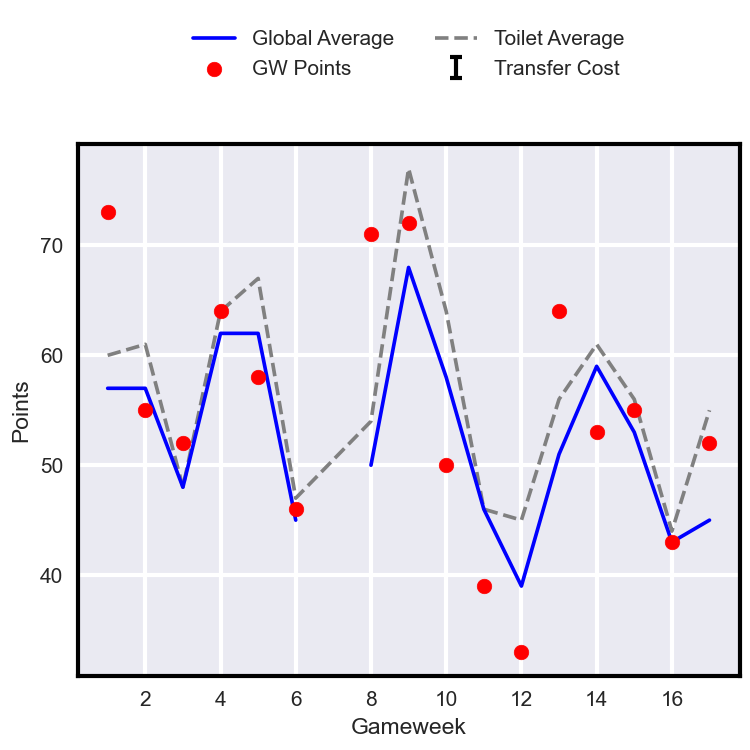 Global Average
Toilet Average
GW Points
Transfer Cost
70
60
50
40
Points
2 4 6 8 10 12 14 16
Gameweek